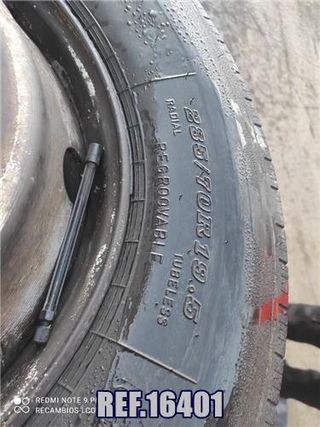 235/70R19.5
RADIAL
TUBELESS
REGROOVABLE
REDMI NOTE 9 P
RECAMBIOS-LCO
REF.16401